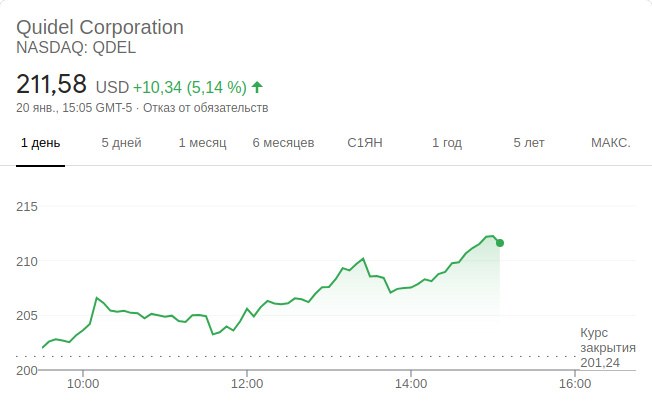 Quidel Corporation
NASDAQ: QDEL
211,58 USD +10,34 (5,14 %)
20 янв., 15:05 GMT-5 · Отказ от обязательств
1 день 5 дней 1 месяц 6 месяцев С1ЯН 1 год 5 лет МАКС.
215
210
205
Курс
закрытия
201,24
200
10:00 12:00 14:00 16:00